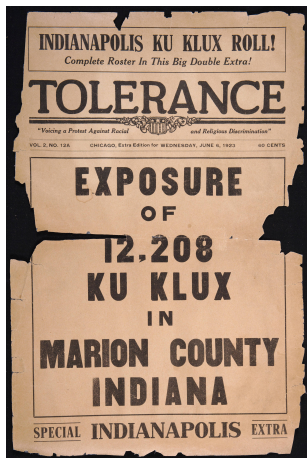 INDIANAPOLIS KU KLUX ROLL!
Complete Roster In This Big Double Extra!
TOLERANCE
"Voicing a Protest Against Racial and Religious Discrimination"
VOL. 2, NO. 12A CHICAGO, Extra Edition for WEDNESDAY, JUNE 6, 1923 60 CENTS
EXPOSURE
OF
12,208
KU KLUX
IN
MARION COUNTY
INDIANA
SPECIAL INDIANAPOLIS EXTRA